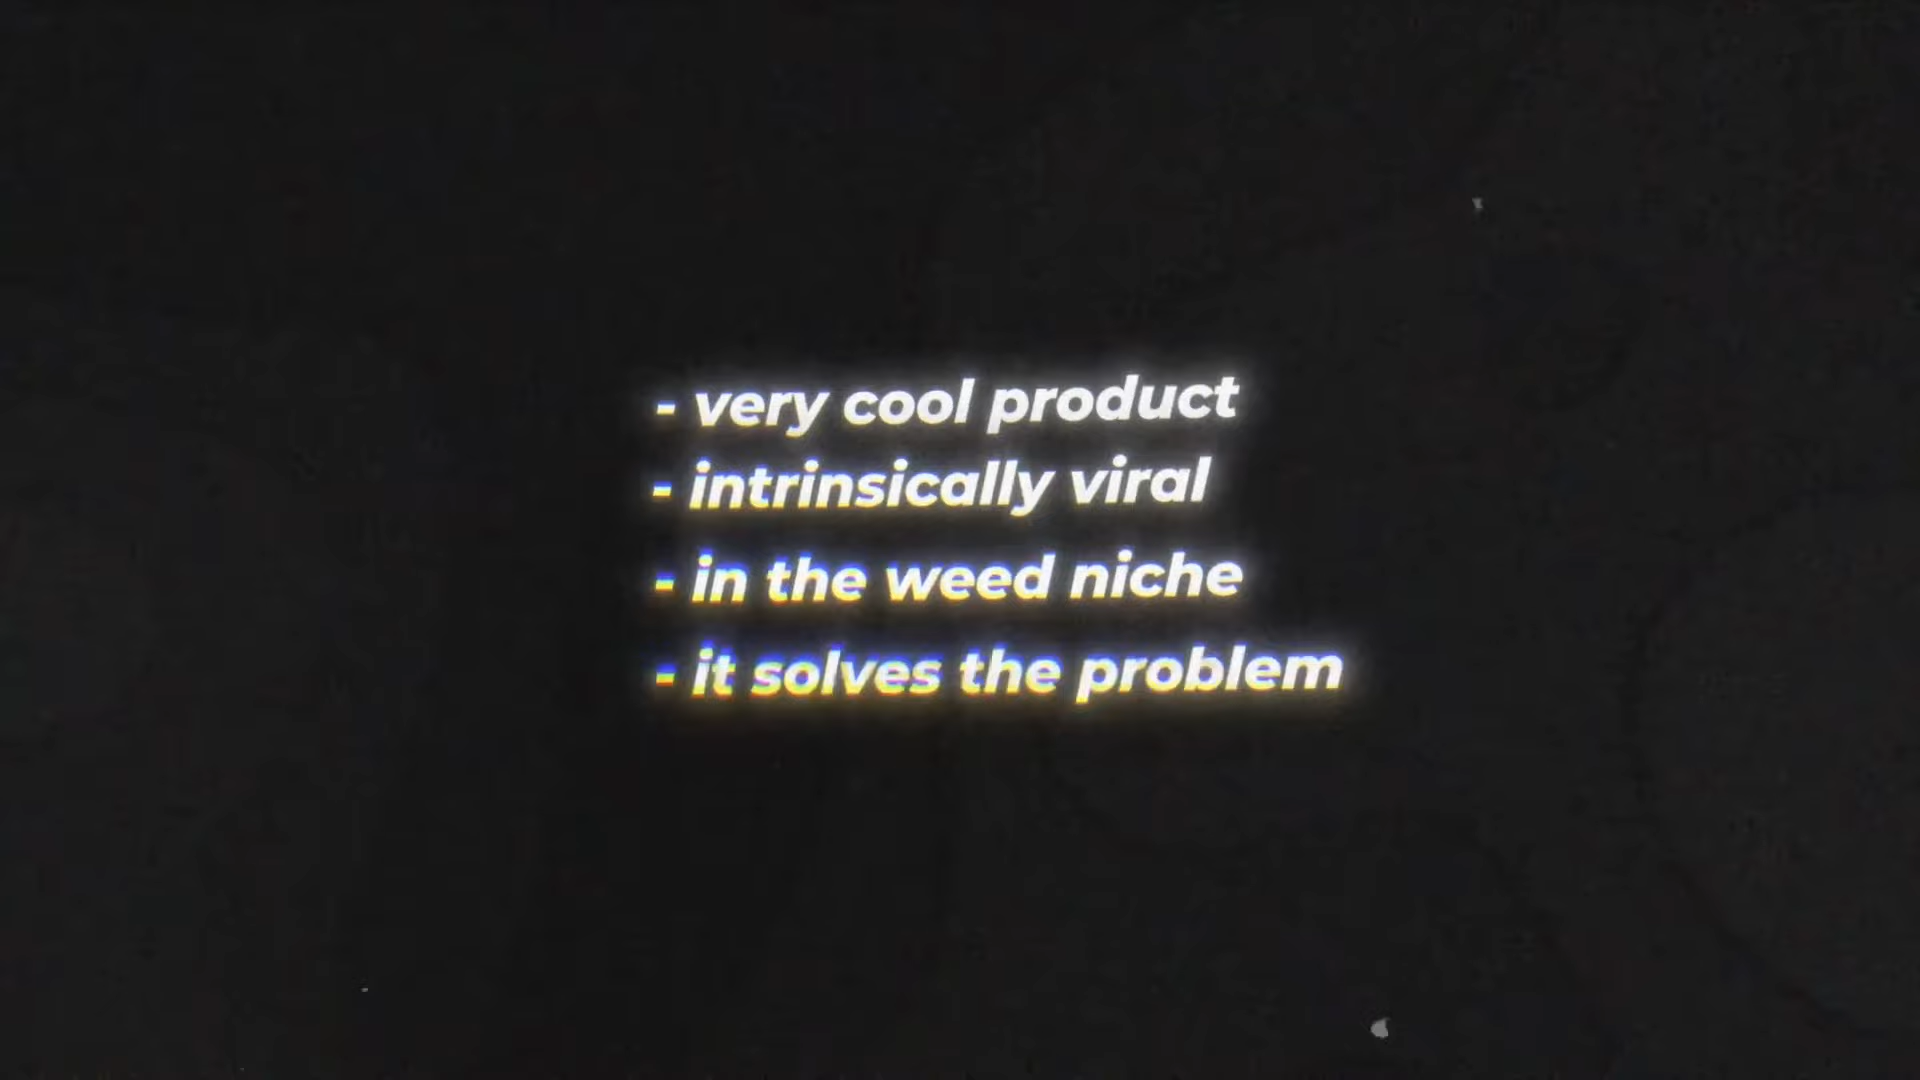 - very cool product
- intrinsically viral
- in the weed niche
- it solves the problem